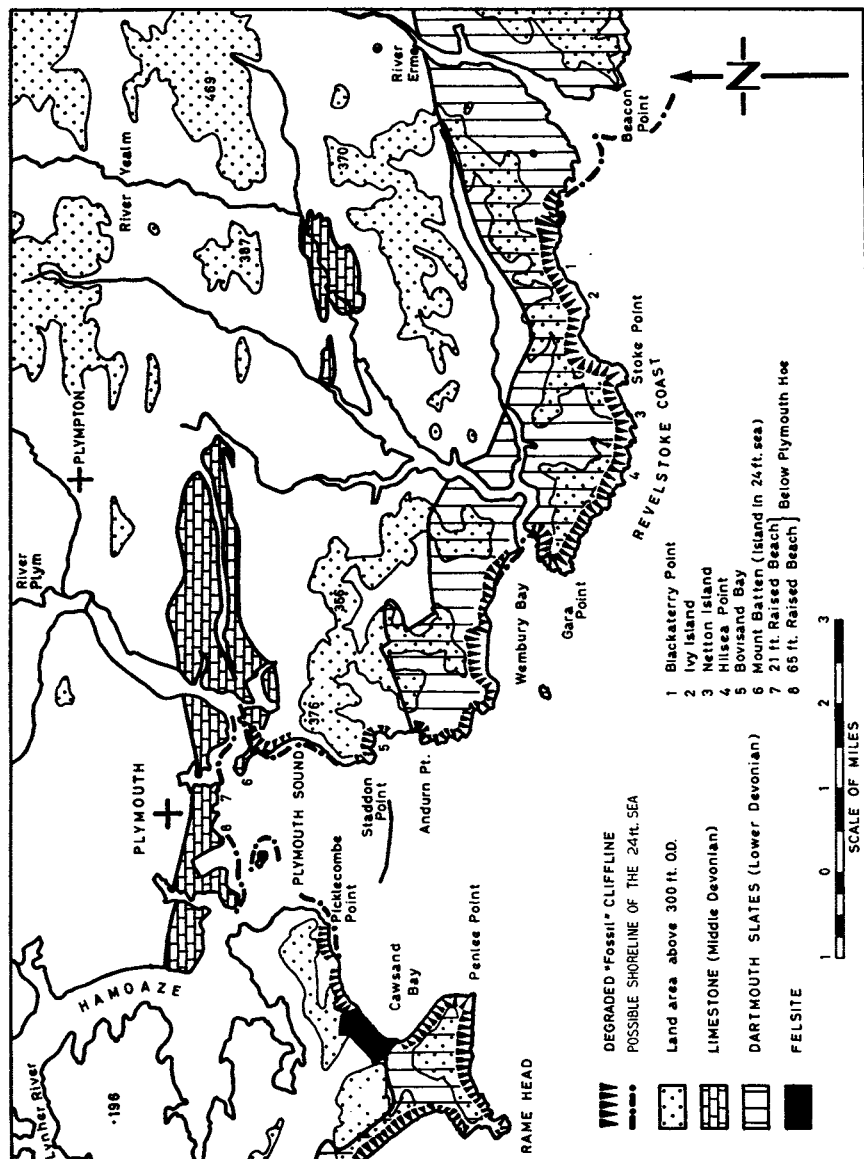 Lynher River
·196
HAMOAZE
PLYMOUTH
River
Plym
PLYMPTON
River Yealm
·469
387
370
River
Erme
366
376
8
7
6
PLYMOUTH SOUND
Picklecombe
Point
Cawsand
Bay
Penlee Point
RAME HEAD
Staddon
Point
5
Andurn Pt.
Wembury Bay
Gara
Point
REVELSTOKE COAST
4
3
Stoke Point
2
1
Beacon
Point
N
DEGRADED "Fossil" CLIFFLINE
POSSIBLE SHORELINE OF THE 24 ft. SEA
Land area above 300 ft. O.D.
LIMESTONE (Middle Devonian)
DARTMOUTH SLATES (Lower Devonian)
FELSITE
1 Blackaterry Point
2 Ivy Island
3 Netton Island
4 Hilsea Point
5 Bovisand Bay
6 Mount Batten (Island in 24 ft. sea)
7 21 ft. Raised Beach
8 65 ft. Raised Beach
Below Plymouth Hoe
1 0 1 2 3
SCALE OF MILES